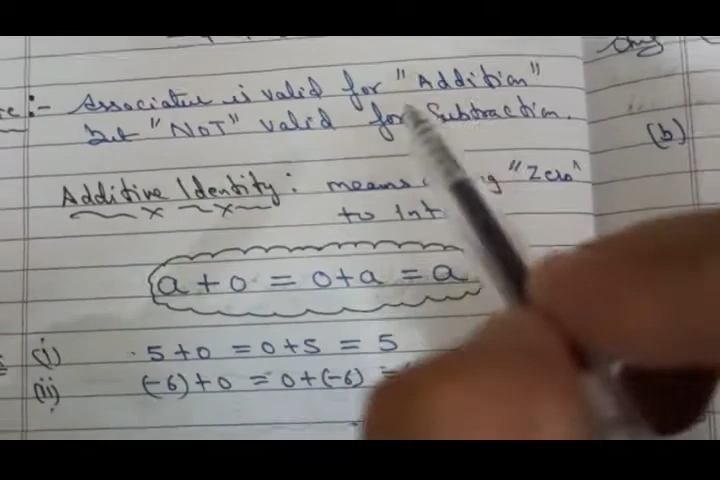 :- Associative is valid for "Addition"
but "NOT" valid for Subtraction.
Additive Identity: means "Zero"
to Int
a + 0 = 0 + a = a
(i) 5 + 0 = 0 + 5 = 5
(ii) (-6) + 0 = 0 + (-6) =
(b)